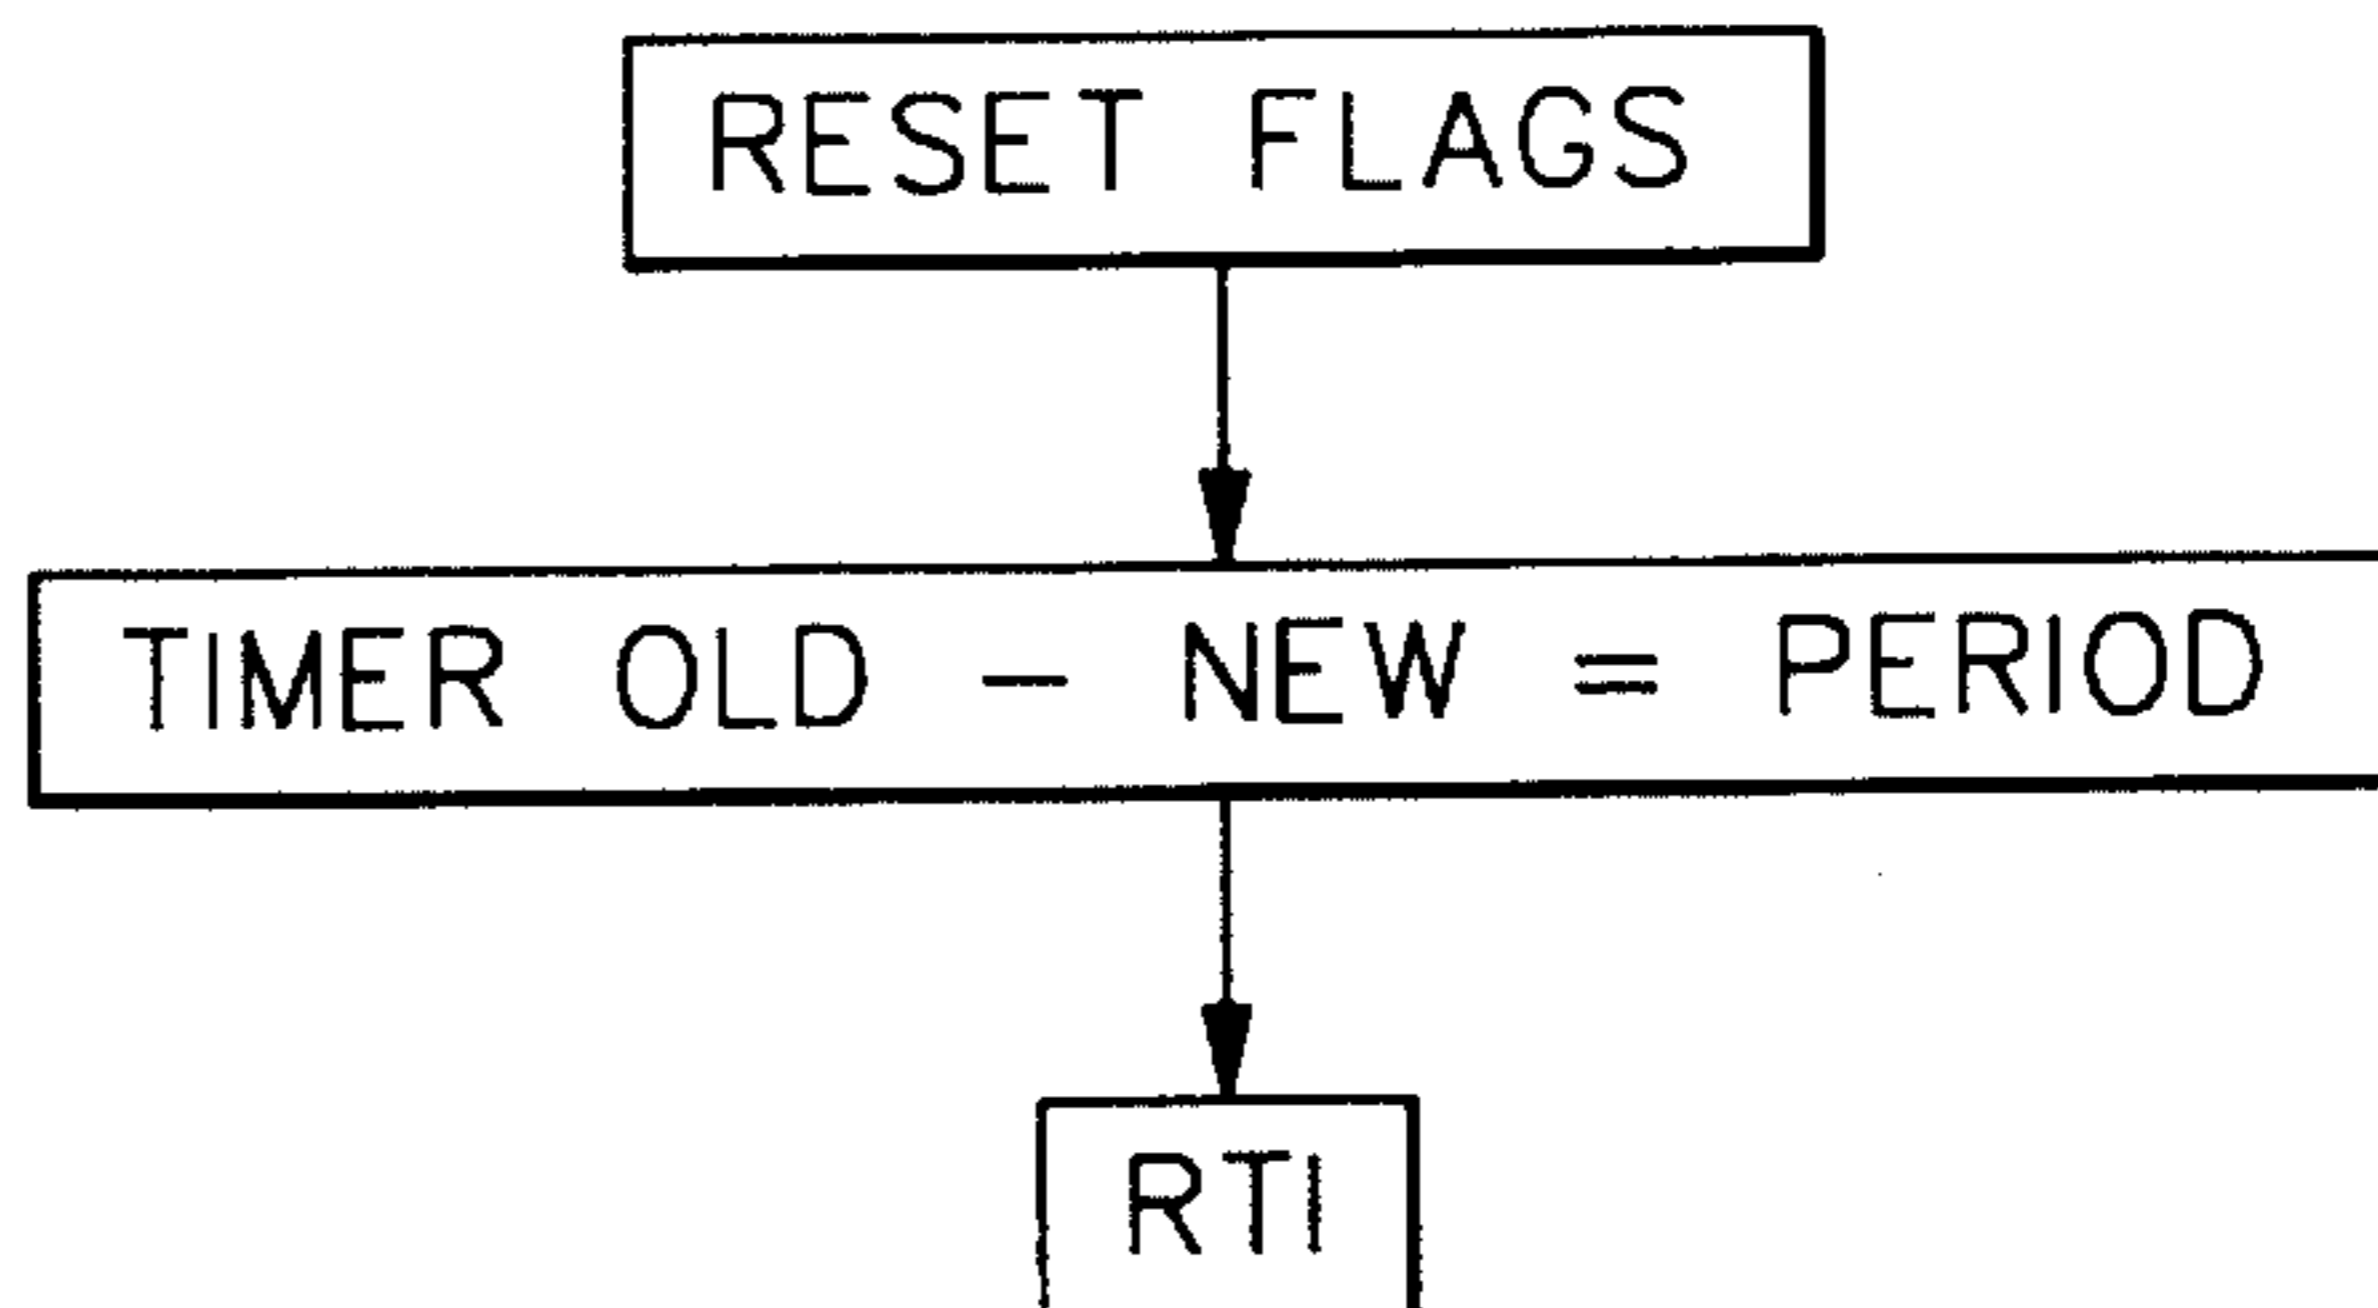 RESET FLAGS
TIMER OLD — NEW = PERIOD
RTI